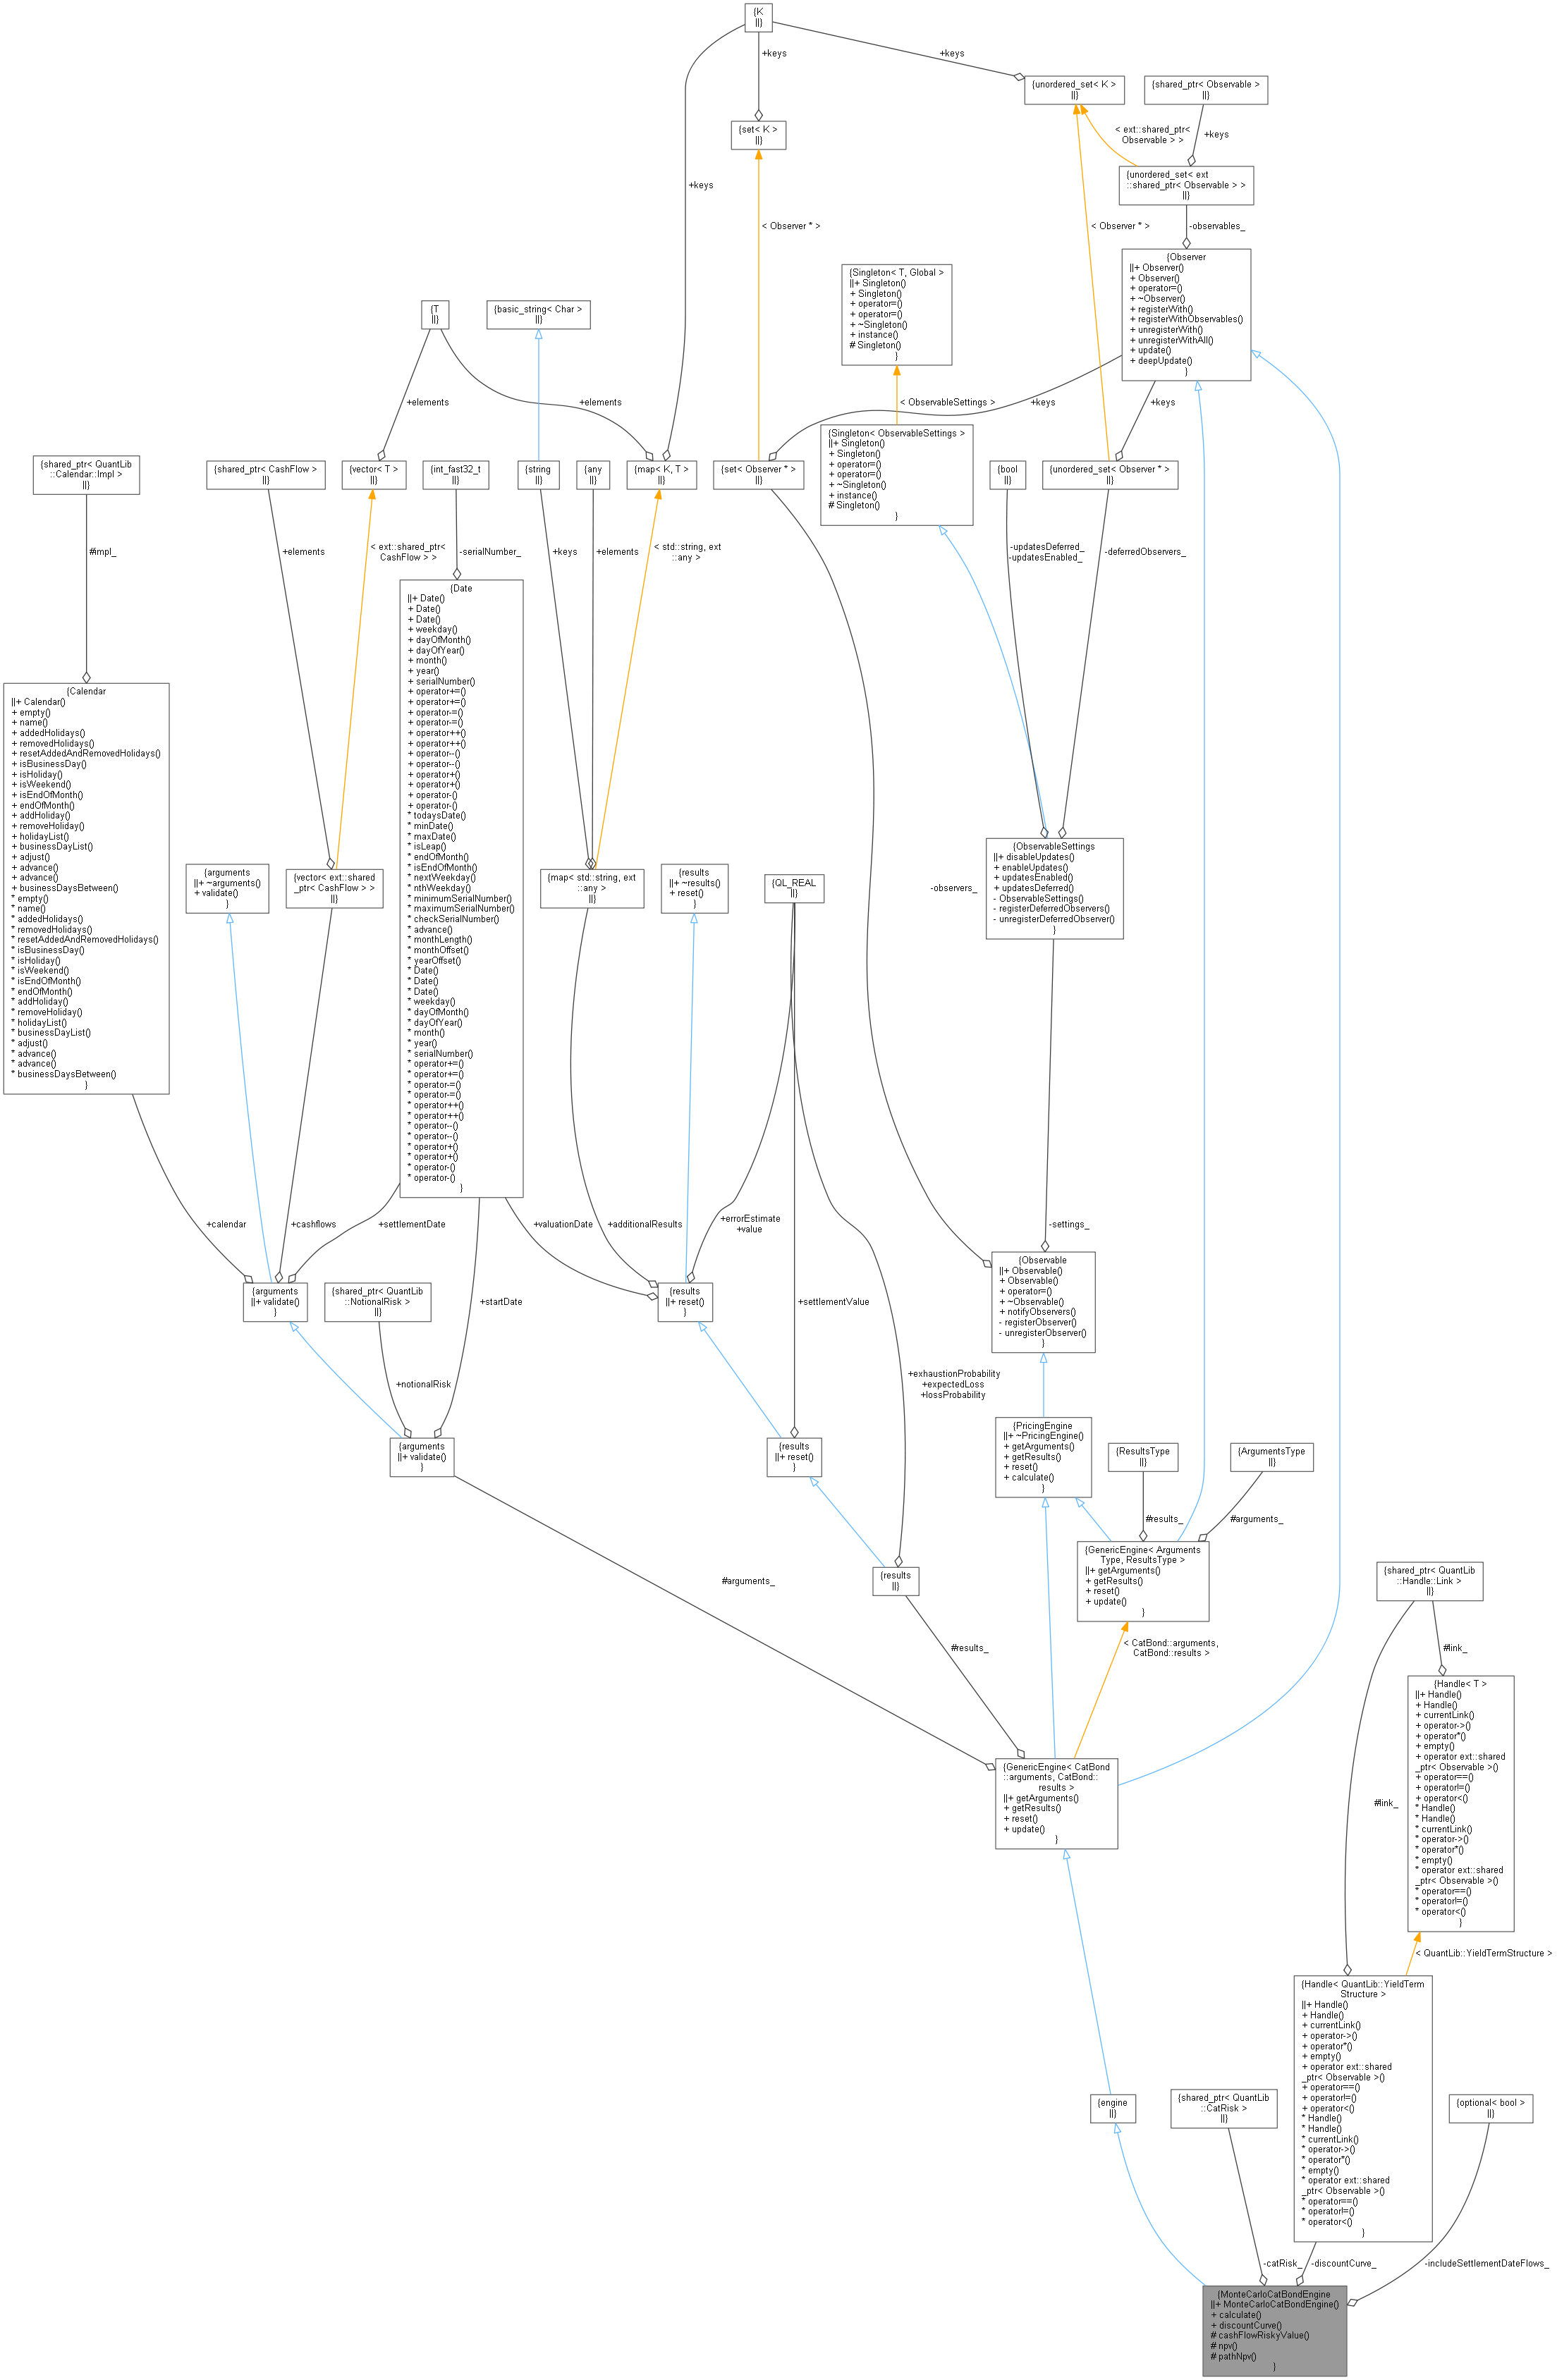 {K
||}
+keys
+keys
{unordered_set< K >
||}
{shared_ptr< Observable >
||}
{set< K >
||}
< ext::shared_ptr<
Observable > >
+keys
+keys
{unordered_set< ext
::shared_ptr< Observable > >
||}
< Observer * >
< Observer * >
-observables_
{Observer
||+ Observer()
+ Observer()
+ operator=()
+ ~Observer()
+ registerWith()
+ registerWithObservables()
+ unregisterWith()
+ unregisterWithAll()
+ update()
+ deepUpdate()
}
{Singleton< T, Global >
||+ Singleton()
+ Singleton()
+ operator=()
+ operator=()
+ ~Singleton()
+ instance()
# Singleton()
}
{T
||}
{basic_string< Char >
||}
+elements
+elements
< ObservableSettings >
+keys
+keys
{Singleton< ObservableSettings >
||+ Singleton()
+ Singleton()
+ operator=()
+ operator=()
+ ~Singleton()
+ instance()
# Singleton()
}
{shared_ptr< QuantLib
::Calendar::Impl >
||}
{shared_ptr< CashFlow >
||}
{vector< T >
||}
{int_fast32_t
||}
{string
||}
{any
||}
{map< K, T >
||}
{set< Observer * >
||}
{bool
||}
{unordered_set< Observer * >
||}
#impl_
+elements
< ext::shared_ptr<
CashFlow > >
-serialNumber_
+keys
+elements
< std::string, ext
::any >
-updatesDeferred_
-updatesEnabled_
-deferredObservers_
{Date
||+ Date()
+ Date()
+ Date()
+ weekday()
+ dayOfMonth()
+ dayOfYear()
+ month()
+ year()
+ serialNumber()
+ operator+=()
+ operator+=()
+ operator-=()
+ operator-=()
+ operator++()
+ operator++()
+ operator--()
+ operator--()
+ operator+()
+ operator+()
+ operator-()
+ operator-()
* todaysDate()
* minDate()
* maxDate()
* isLeap()
* endOfMonth()
* isEndOfMonth()
* nextWeekday()
* nthWeekday()
* minimumSerialNumber()
* maximumSerialNumber()
* checkSerialNumber()
* advance()
* monthLength()
* monthOffset()
* yearOffset()
* Date()
* Date()
* Date()
* weekday()
* dayOfMonth()
* dayOfYear()
* month()
* year()
* serialNumber()
* operator+=()
* operator+=()
* operator-=()
* operator-=()
* operator++()
* operator++()
* operator--()
* operator--()
* operator+()
* operator+()
* operator-()
* operator-()
}
{Calendar
||+ Calendar()
+ empty()
+ name()
+ addedHolidays()
+ removedHolidays()
+ resetAddedAndRemovedHolidays()
+ isBusinessDay()
+ isHoliday()
+ isWeekend()
+ isEndOfMonth()
+ endOfMonth()
+ addHoliday()
+ removeHoliday()
+ holidayList()
+ businessDayList()
+ adjust()
+ advance()
+ advance()
+ businessDaysBetween()
* empty()
* name()
* addedHolidays()
* removedHolidays()
* resetAddedAndRemovedHolidays()
* isBusinessDay()
* isHoliday()
* isWeekend()
* isEndOfMonth()
* endOfMonth()
* addHoliday()
* removeHoliday()
* holidayList()
* businessDayList()
* adjust()
* advance()
* advance()
* businessDaysBetween()
}
{arguments
||+ ~arguments()
+ validate()
}
{vector< ext::shared
_ptr< CashFlow > >
||}
{map< std::string, ext
::any >
||}
{results
||+ ~results()
+ reset()
}
{QL_REAL
||}
-observers_
{ObservableSettings
||+ disableUpdates()
+ enableUpdates()
+ updatesEnabled()
+ updatesDeferred()
- ObservableSettings()
- registerDeferredObservers()
- unregisterDeferredObserver()
}
+calendar
+cashflows
+settlementDate
+valuationDate
+additionalResults
+errorEstimate
+value
-settings_
{arguments
||+ validate()
}
{shared_ptr< QuantLib
::NotionalRisk >
||}
+startDate
{results
||+ reset()
}
+settlementValue
{Observable
||+ Observable()
+ Observable()
+ operator=()
+ ~Observable()
+ notifyObservers()
- registerObserver()
- unregisterObserver()
}
+notionalRisk
+exhaustionProbability
+expectedLoss
+lossProbability
{arguments
||+ validate()
}
{results
||+ reset()
}
{PricingEngine
||+ ~PricingEngine()
+ getArguments()
+ getResults()
+ reset()
+ calculate()
}
{ResultsType
||}
{ArgumentsType
||}
#results_
#arguments_
#arguments_
{results
||}
{GenericEngine< Arguments
Type, ResultsType >
||+ getArguments()
+ getResults()
+ reset()
+ update()
}
{shared_ptr< QuantLib
::Handle::Link >
||}
#results_
< CatBond::arguments,
CatBond::results >
#link_
{GenericEngine< CatBond
::arguments, CatBond::
results >
||+ getArguments()
+ getResults()
+ reset()
+ update()
}
#link_
{Handle< T >
||+ Handle()
+ Handle()
+ currentLink()
+ operator->()
+ operator*()
+ empty()
+ operator ext::shared
_ptr< Observable >()
+ operator==()
+ operator!=()
+ operator<()
* Handle()
* Handle()
* currentLink()
* operator->()
* operator*()
* empty()
* operator ext::shared
_ptr< Observable >()
* operator==()
* operator!=()
* operator<()
}
< QuantLib::YieldTermStructure >
{Handle< QuantLib::YieldTerm
Structure >
||+ Handle()
+ Handle()
+ currentLink()
+ operator->()
+ operator*()
+ empty()
+ operator ext::shared
_ptr< Observable >()
+ operator==()
+ operator!=()
+ operator<()
* Handle()
* Handle()
* currentLink()
* operator->()
* operator*()
* empty()
* operator ext::shared
_ptr< Observable >()
* operator==()
* operator!=()
* operator<()
}
{engine
||}
{shared_ptr< QuantLib
::CatRisk >
||}
{optional< bool >
||}
-catRisk_
-discountCurve_
-includeSettlementDateFlows_
{MonteCarloCatBondEngine
||+ MonteCarloCatBondEngine()
+ calculate()
+ discountCurve()
# cashFlowRiskyValue()
# npv()
# pathNpv()
}